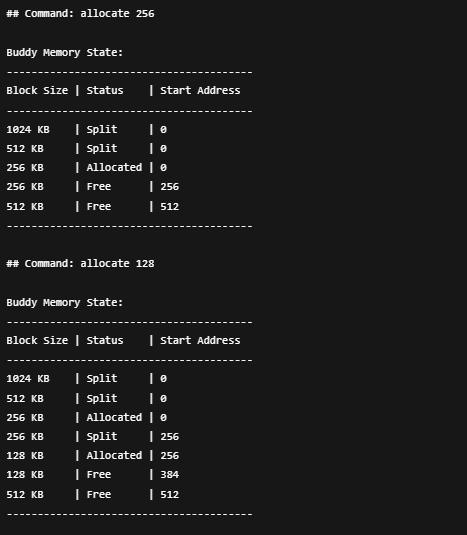 ## Command: allocate 256
Buddy Memory State:
----------------------------------------
Block Size | Status    | Start Address
----------------------------------------
1024 KB    | Split     | 0
512 KB     | Split     | 0
256 KB     | Allocated | 0
256 KB     | Free      | 256
512 KB     | Free      | 512
----------------------------------------
## Command: allocate 128
Buddy Memory State:
----------------------------------------
Block Size | Status    | Start Address
----------------------------------------
1024 KB    | Split     | 0
512 KB     | Split     | 0
256 KB     | Allocated | 0
256 KB     | Split     | 256
128 KB     | Allocated | 256
128 KB     | Free      | 384
512 KB     | Free      | 512
----------------------------------------